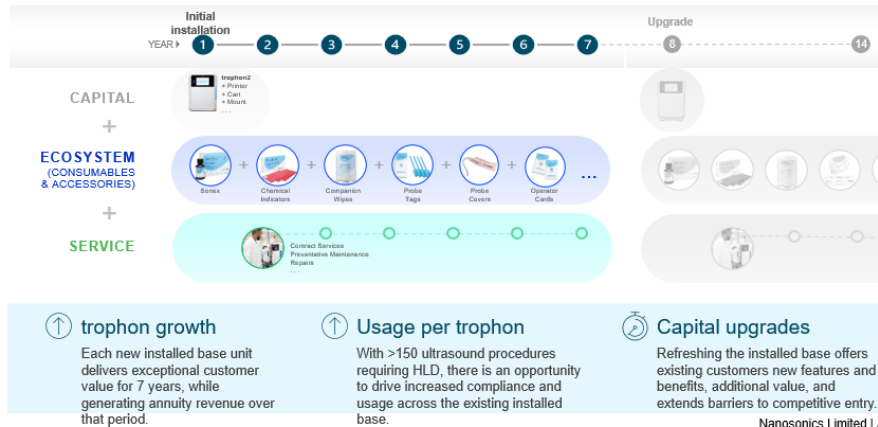 Initial
installation
Upgrade
YEAR
1
2
3
4
5
6
7
8
14
CAPITAL
trophon2
+ Printer
+ Cart
+ Mount
...
+
ECOSYSTEM
(CONSUMABLES
& ACCESSORIES)
+ + + + + ...
Sonex
Chemical
Indicators
Companion
Wipes
Probe
Tags
Probe
Covers
Operator
Cards
+
SERVICE
Contract Services
Preventative Maintenance
Repairs
...
trophon growth
Each new installed base unit
delivers exceptional customer
value for 7 years, while
generating annuity revenue over
that period.
Usage per trophon
With >150 ultrasound procedures
requiring HLD, there is an opportunity
to drive increased compliance and
usage across the existing installed
base.
Capital upgrades
Refreshing the installed base offers
existing customers new features and
benefits, additional value, and
extends barriers to competitive entry.
Nanosonics Limited |